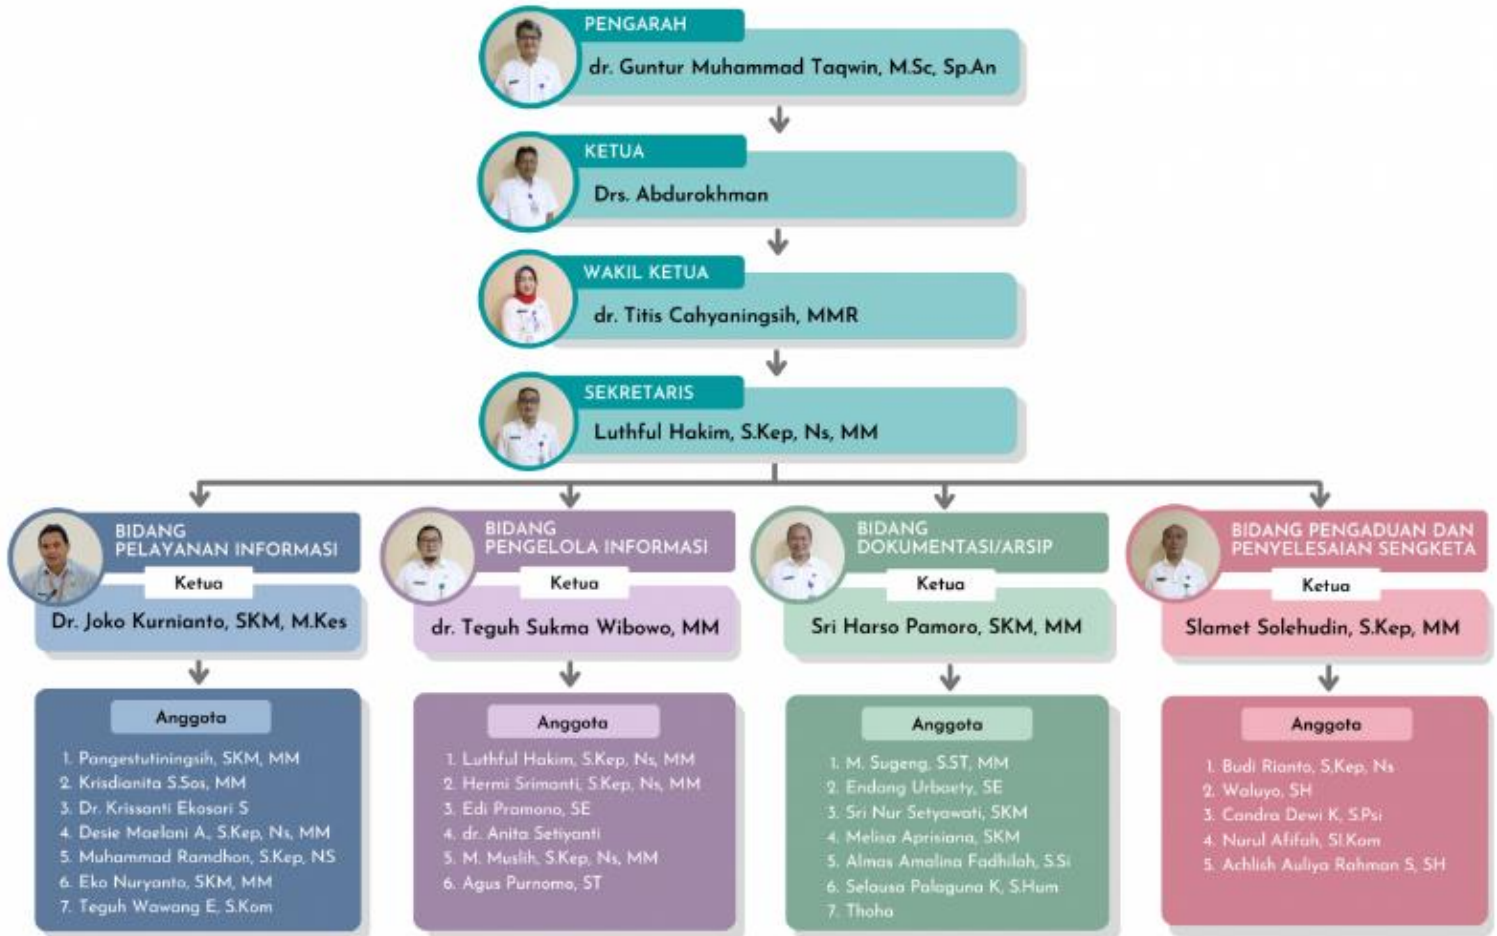 PENGARAH
dr. Guntur Muhammad Taqwin, M.Sc, Sp.An
KETUA
Drs. Abdurokhman
WAKIL KETUA
dr. Titis Cahyaningsih, MMR
SEKRETARIS
Luthful Hakim, S.Kep, Ns, MM
BIDANG
PELAYANAN INFORMASI
Ketua
Dr. Joko Kurnianto, SKM, M.Kes
Anggota
1. Pangestutiningsih, SKM, MM
2. Krisdianita S.Sos, MM
3. Dr. Krissanti Ekosari S
4. Desie Maelani A, S.Kep, Ns, MM
5. Muhammad Ramdhon, S.Kep, NS
6. Eko Nuryanto, SKM, MM
7. Teguh Wawang E, S.Kom
BIDANG
PENGELOLA INFORMASI
Ketua
dr. Teguh Sukma Wibowo, MM
Anggota
1. Luthful Hakim, S.Kep, Ns, MM
2. Hermi Srimanti, S.Kep, Ns, MM
3. Edi Pramono, SE
4. dr. Anita Setiyanti
5. M. Muslih, S.Kep, Ns, MM
6. Agus Purnomo, ST
BIDANG
DOKUMENTASI/ARSIP
Ketua
Sri Harso Pamoro, SKM, MM
Anggota
1. M. Sugeng, S.ST, MM
2. Endang Urbaety, SE
3. Sri Nur Setyawati, SKM
4. Melisa Aprisiana, SKM
5. Almas Amalina Fadhilah, S.Si
6. Selausa Palaguna K, S.Hum
7. Thoha
BIDANG PENGADUAN DAN
PENYELESAIAN SENGKETA
Ketua
Slamet Solehudin, S.Kep, MM
Anggota
1. Budi Rianto, S,Kep, Ns
2. Waluyo, SH
3. Candra Dewi K, S.Psi
4. Nurul Afifah, SI.Kom
5. Achlish Auliya Rahman S, SH